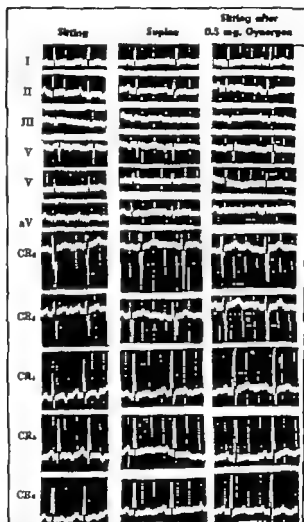 Sitting
Supine
Sitting after
0.5 mg. Gynergen
I
II
III
V
V
aV
CR
CR
CR
CR
CR